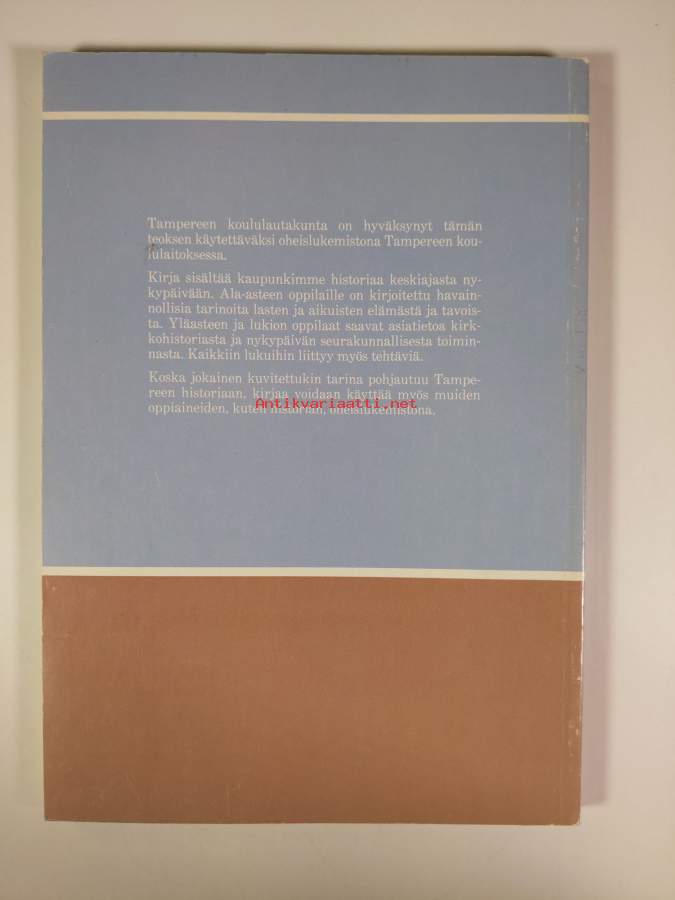 Tampereen koululautakunta on hyväksynyt tämän
teoksen käytettäväksi oheislukemistona Tampereen kou-
lulaitoksessa.
Kirja sisältää kaupunkimme historiaa keskiajasta ny-
kypäivään. Ala-asteen oppilaille on kirjoitettu havain-
nollisia tarinoita lasten ja aikuisten elämästä ja tavois-
ta. Yläasteen ja lukion oppilaat saavat asiatietoa kirk-
kohistoriasta ja nykypäivän seurakunnallisesta toimin-
nasta. Kaikkiin lukuihin liittyy myös tehtäviä.
Koska jokainen kuvitettukin tarina pohjautuu Tampe-
reen historiaan, kirjaa voidaan käyttää myös muiden
oppiaineiden, kuten historian, oheislukemistona.
Antikvariaatti.net